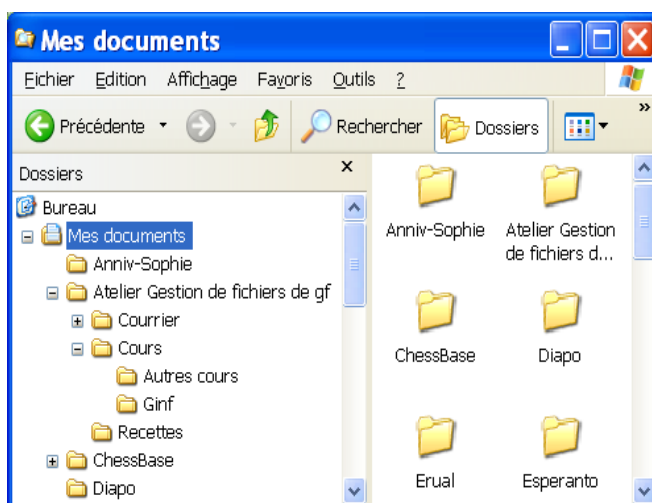 Mes documents
Fichier Edition Affichage Favoris Outils ?
Précédente Rechercher Dossiers »
Dossiers x
Bureau
Mes documents
Anniv-Sophie
Atelier Gestion de fichiers de gf
Courrier
Cours
Autres cours
Ginf
Recettes
ChessBase
Diapo
Anniv-Sophie
Atelier Gestion
de fichiers d...
ChessBase
Diapo
Erual
Esperanto